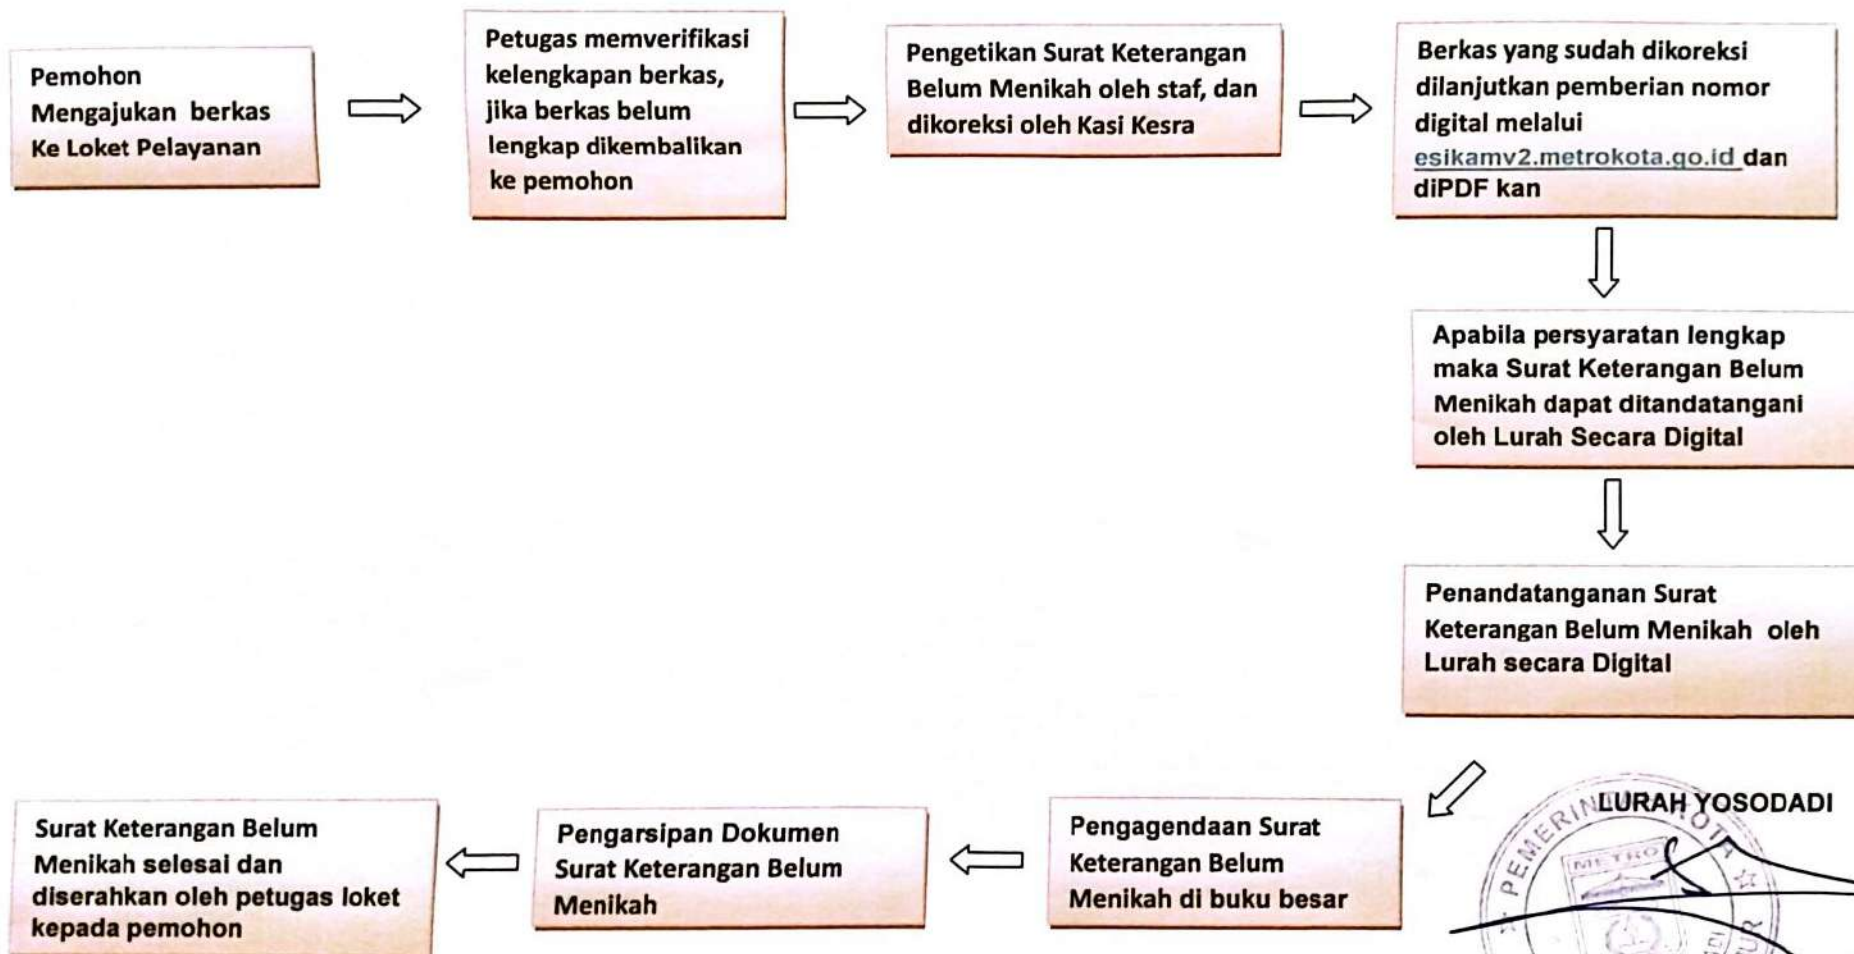 Pemohon
Mengajukan berkas
Ke Loket Pelayanan
Petugas memverifikasi
kelengkapan berkas,
jika berkas belum
lengkap dikembalikan
ke pemohon
Pengetikan Surat Keterangan
Belum Menikah oleh staf, dan
dikoreksi oleh Kasi Kesra
Berkas yang sudah dikoreksi
dilanjutkan pemberian nomor
digital melalui
esikamv2.metrokota.go.id dan
diPDF kan
Apabila persyaratan lengkap
maka Surat Keterangan Belum
Menikah dapat ditandatangani
oleh Lurah Secara Digital
Penandatanganan Surat
Keterangan Belum Menikah oleh
Lurah secara Digital
Pengagendaan Surat
Keterangan Belum
Menikah di buku besar
Pengarsipan Dokumen
Surat Keterangan Belum
Menikah
Surat Keterangan Belum
Menikah selesai dan
diserahkan oleh petugas loket
kepada pemohon
LURAH YOSODADI
PEMERINTAH KOTA
METRO